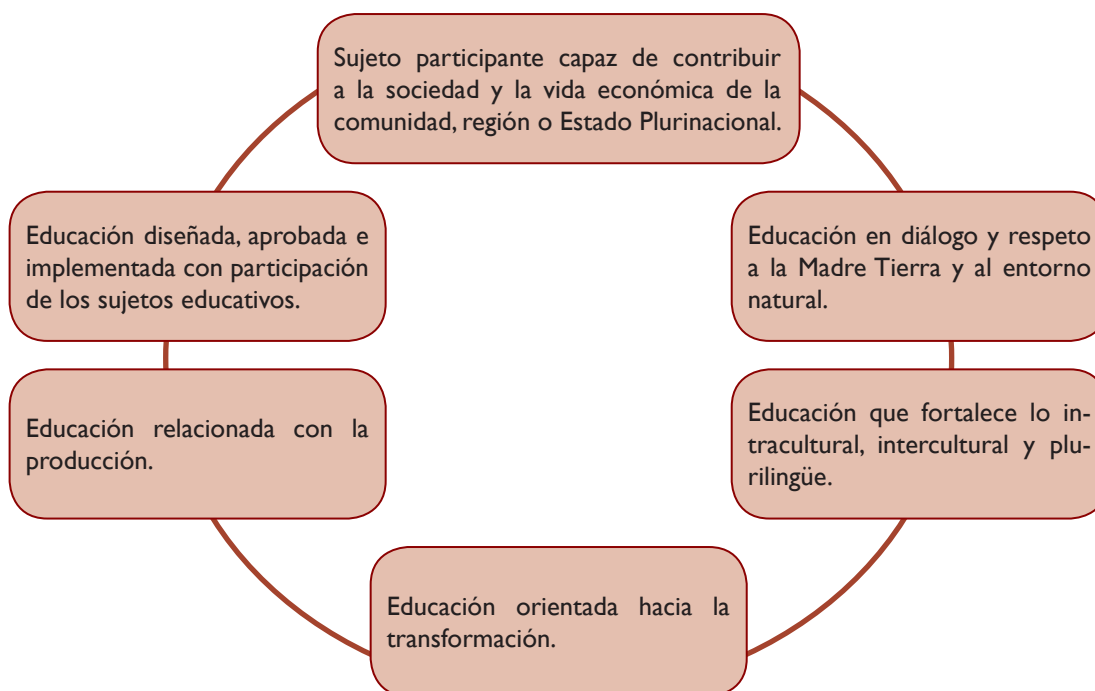 Sujeto participante capaz de contribuir
a la sociedad y la vida económica de la
comunidad, región o Estado Plurinacional.
Educación diseñada, aprobada e
implementada con participación
de los sujetos educativos.
Educación en diálogo y respeto
a la Madre Tierra y al entorno
natural.
Educación relacionada con la
producción.
Educación que fortalece lo in-
tracultural, intercultural y plu-
rilingüe.
Educación orientada hacia la
transformación.